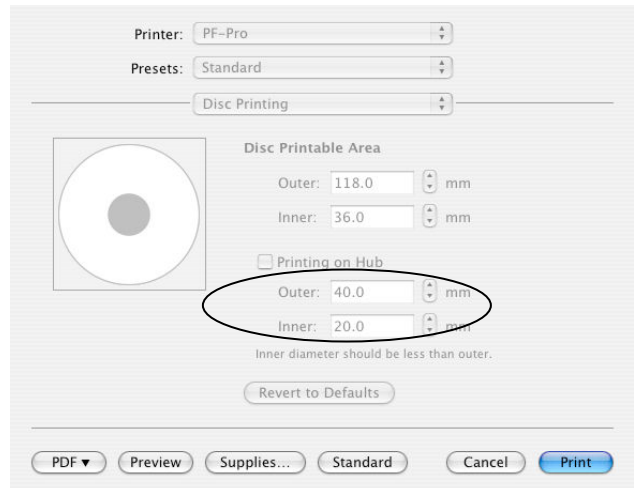 Printer: PF-Pro
Presets: Standard
Disc Printing
Disc Printable Area
Outer: 118.0 mm
Inner: 36.0 mm
Printing on Hub
Outer: 40.0 mm
Inner: 20.0 mm
Inner diameter should be less than outer.
Revert to Defaults
PDF ▼ Preview Supplies... Standard Cancel Print